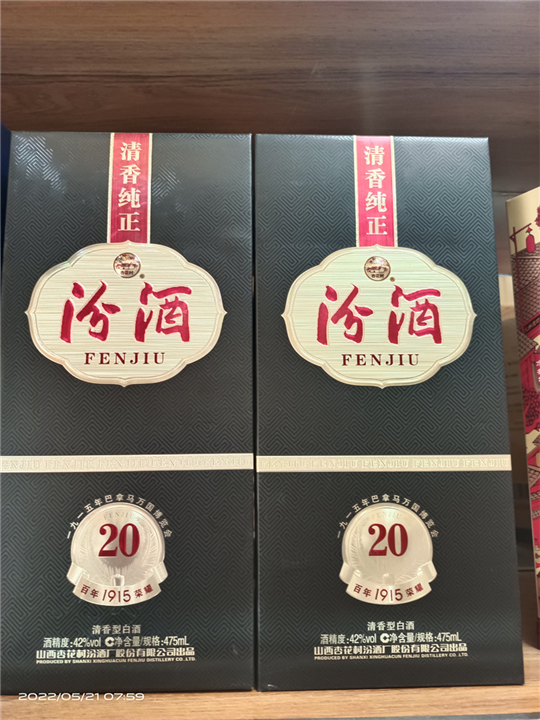 清香纯正
汾酒
FENJIU
一九一五年巴拿马万国博览会
FENJIU
20
百年1915荣耀
清香型白酒
酒精度:42%vol C净含量/规格:475mL
山西杏花村汾酒厂股份有限公司出品
PRODUCED BY SHANXI XINGHUACUN FENJIU DISTILLERY CO. LTD.
清香纯正
汾酒
FENJIU
一九一五年巴拿马万国博览会
FENJIU
20
百年1915荣耀
清香型白酒
酒精度:42%vol C净含量/规格:475mL
山西杏花村汾酒厂股份有限公司出品
PRODUCED BY SHANXI XINGHUACUN FENJIU DISTILLERY CO. LTD.
2022/05/21 07:59